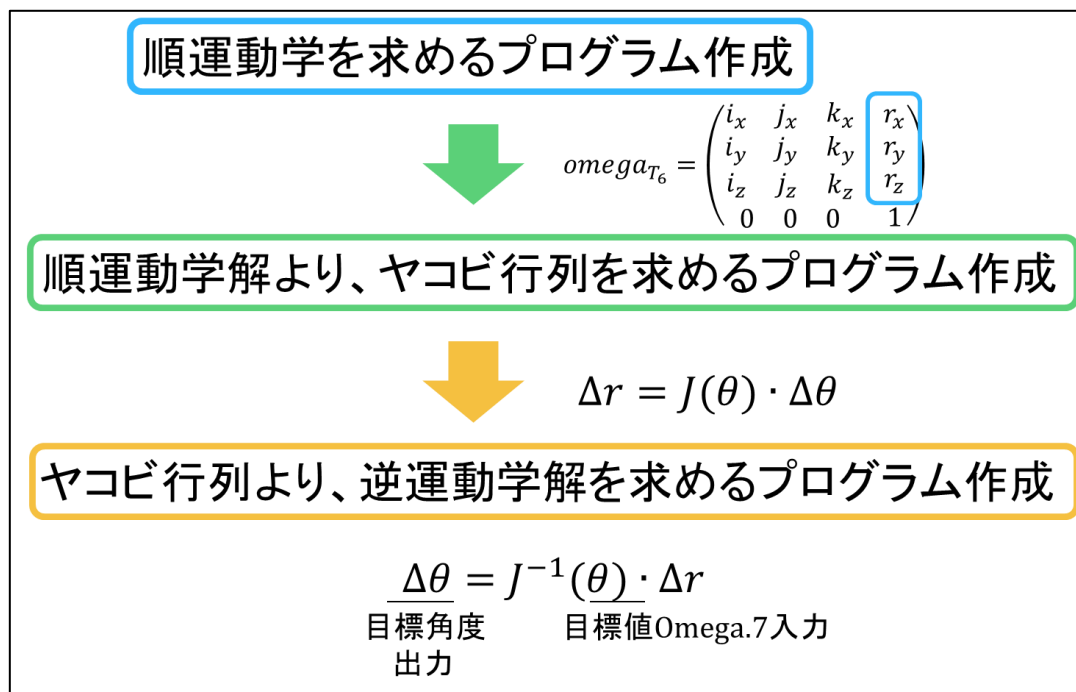 順運動学を求めるプログラム作成
omega_{T_6} = 
i_x j_x k_x r_x
i_y j_y k_y r_y
i_z j_z k_z r_z
0 0 0 1
順運動学解より、ヤコビ行列を求めるプログラム作成
Δr = J(θ) · Δθ
ヤコビ行列より、逆運動学解を求めるプログラム作成
Δθ = J⁻¹(θ) · Δr
目標角度 目標値Omega.7入力
出力